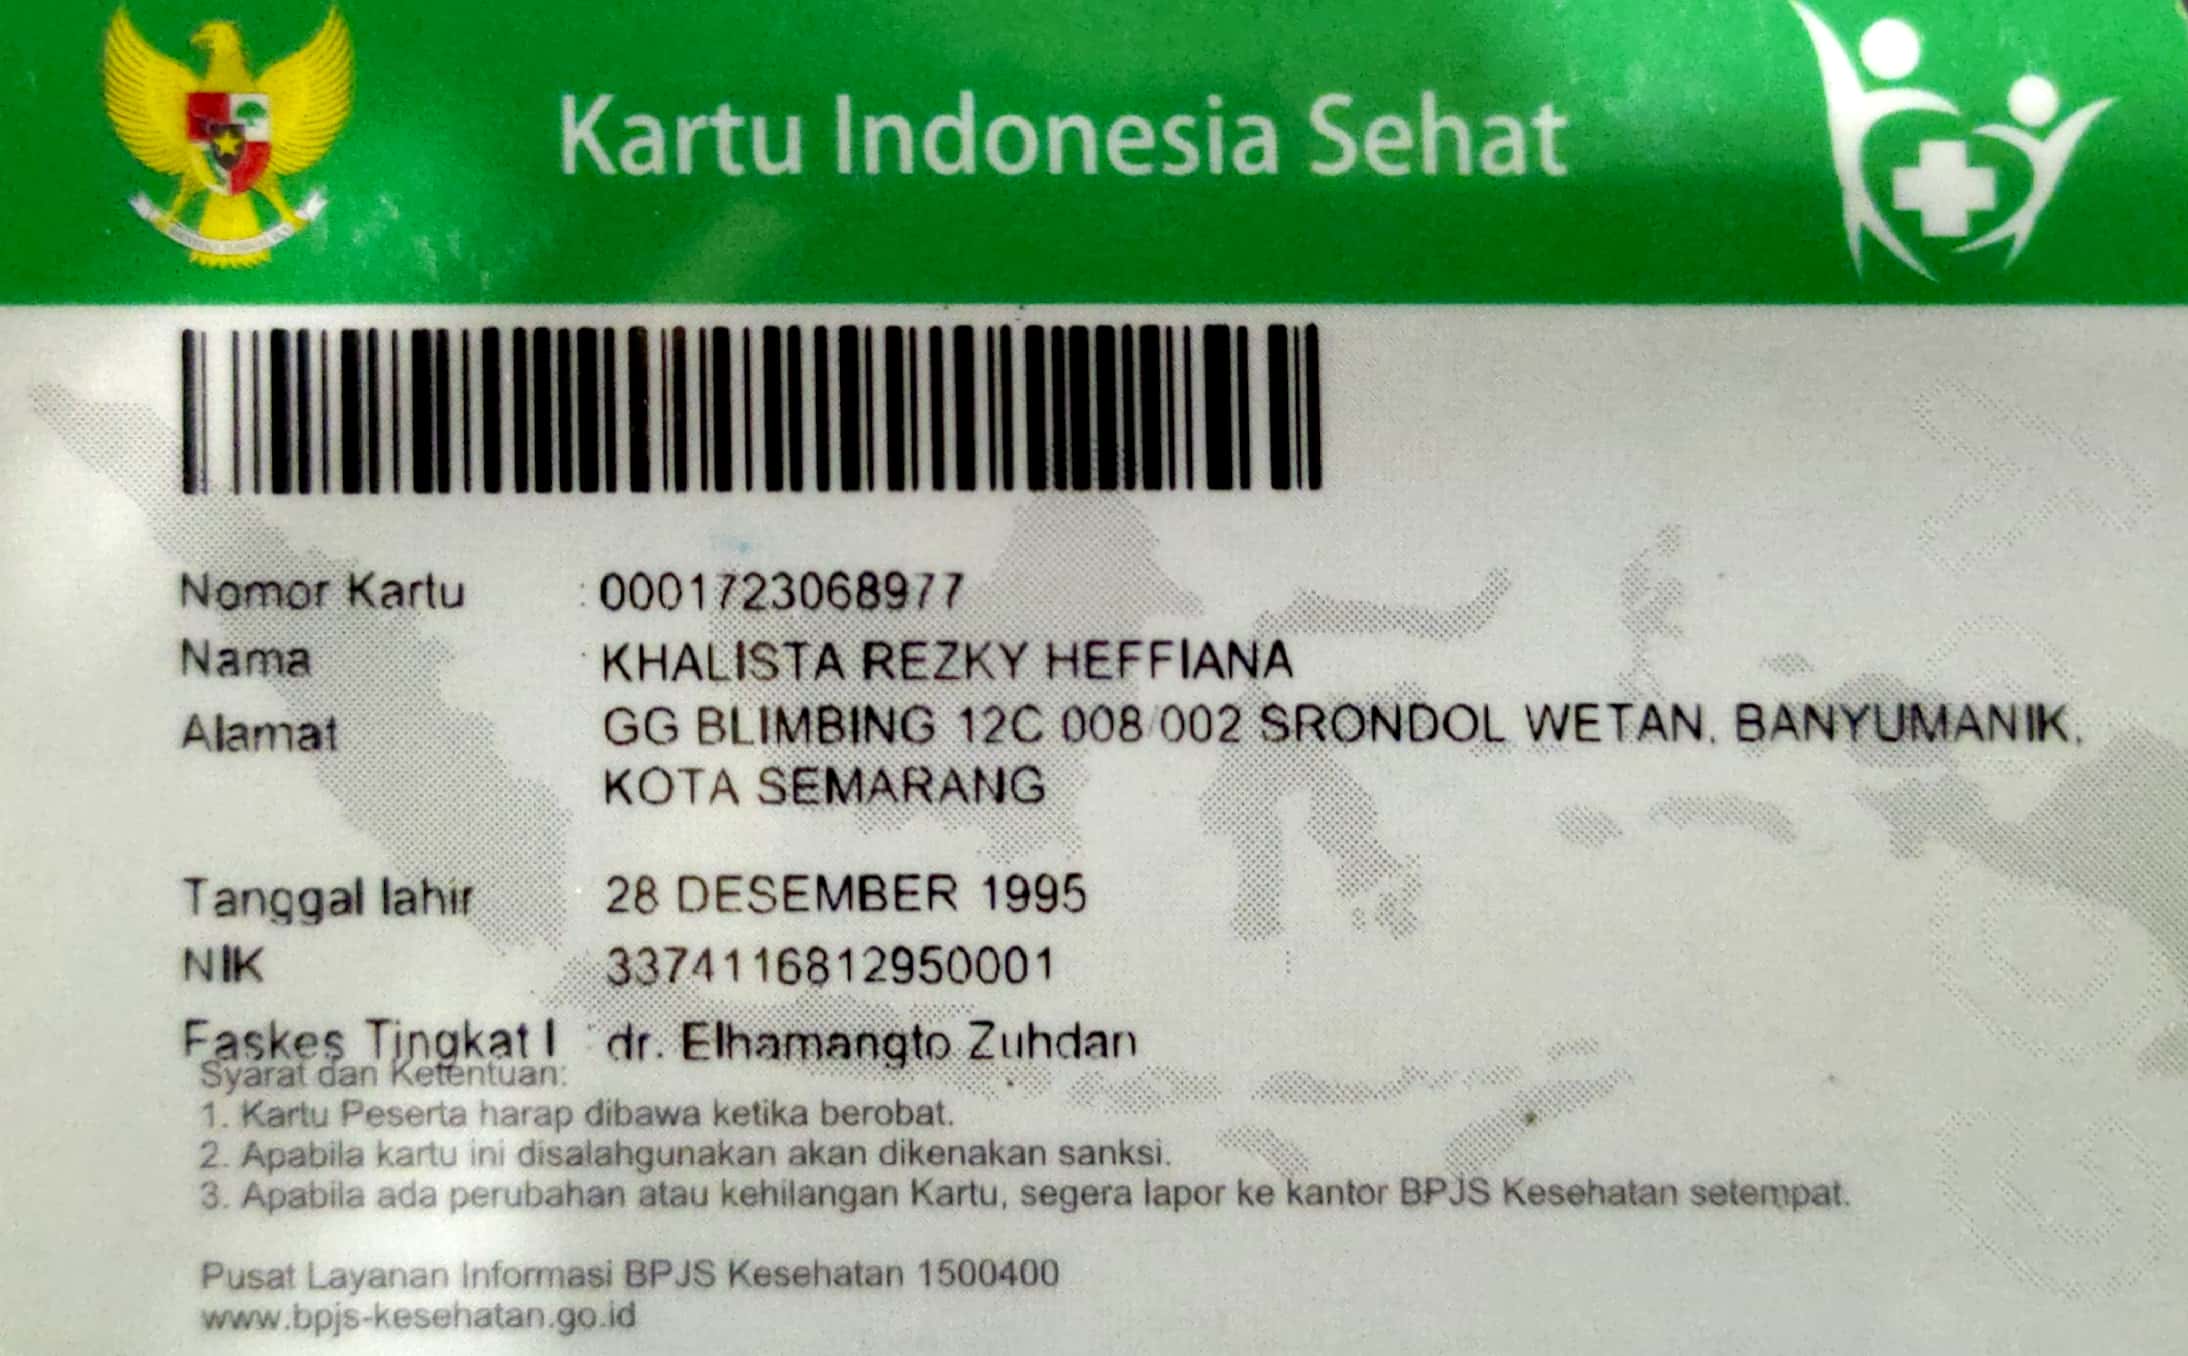 Kartu Indonesia Sehat
Nomor Kartu : 0001723068977
Nama : KHALISTA REZKY HEFFIANA
Alamat GG BLIMBING 12C 008/002 SRONDOL WETAN, BANYUMANIK,
KOTA SEMARANG
Tanggal lahir 28 DESEMBER 1995
NIK 3374116812950001
Faskes Tingkat I : dr. Elhamangto Zuhdan
Syarat dan Ketentuan:
1. Kartu Peserta harap dibawa ketika berobat.
2. Apabila kartu ini disalahgunakan akan dikenakan sanksi.
3. Apabila ada perubahan atau kehilangan Kartu, segera lapor ke kantor BPJS Kesehatan setempat.
Pusat Layanan Informasi BPJS Kesehatan 1500400
www.bpjs-kesehatan.go.id